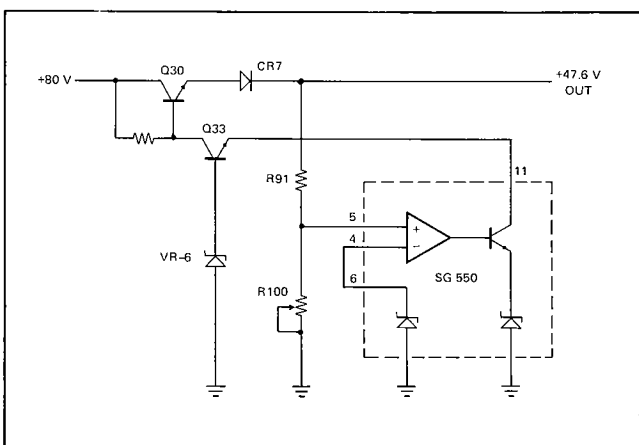 CR7
Q30
+80 V
+47.6 V
OUT
Q33
R91
11
5
4
6
VR-6
SG 550
R100
+
−